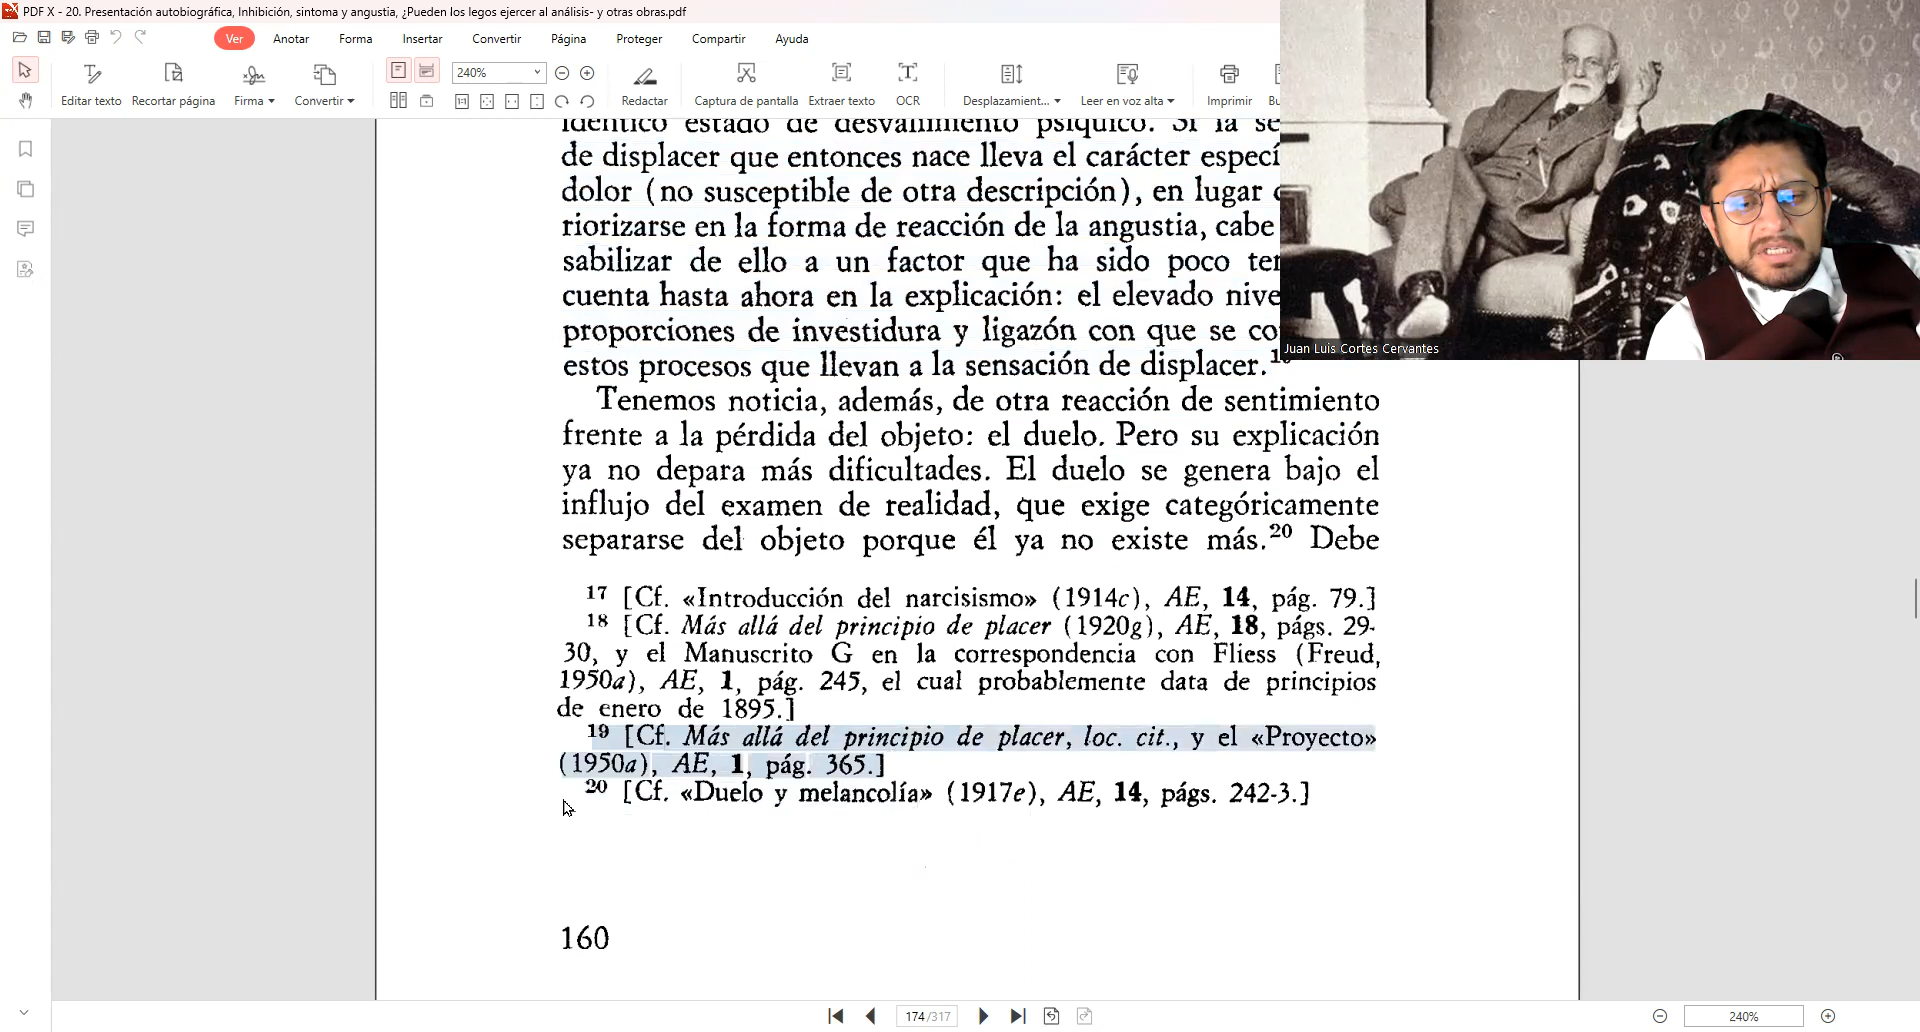 PDF X - 20. Presentación autobiográfica, Inhibición, sintoma y angustia, ¿Pueden los legos ejercer al análisis- y otras obras.pdf
Ver Anotar Forma Insertar Convertir Página Proteger Compartir Ayuda
240%
Editar texto Recortar página Firma Convertir Redactar Captura de pantalla Extraer texto OCR Desplazamient... Leer en voz alta Imprimir
idéntico estado de desvalimiento psíquico. Si la
de displacer que entonces nace lleva el carácter
dolor (no susceptible de otra descripción), en lugar
riorizarse en la forma de reacción de la angustia, cabe
sabilizar de ello a un factor que ha sido poco
cuenta hasta ahora en la explicación: el elevado
proporciones de investidura y ligazón con que se
estos procesos que llevan a la sensación de displacer.
Juan Luis Cortes Cervantes
Tenemos noticia, además, de otra reacción de sentimiento
frente a la pérdida del objeto: el duelo. Pero su explicación
ya no depara más dificultades. El duelo se genera bajo el
influjo del examen de realidad, que exige categóricamente
separarse del objeto porque él ya no existe más.20 Debe
17 [Cf. «Introducción del narcisismo» (1914c), AE, 14, pág. 79.]
18 [Cf. Más allá del principio de placer (1920g), AE, 18, págs. 29-
30, y el Manuscrito G en la correspondencia con Fliess (Freud,
1950a), AE, 1, pág. 245, el cual probablemente data de principios
de enero de 1895.]
19 [Cf. Más allá del principio de placer, loc. cit., y el «Proyecto»
(1950a), AE, 1, pág. 365.]
20 [Cf. «Duelo y melancolía» (1917e), AE, 14, págs. 242-3.]
160
174/317
240%